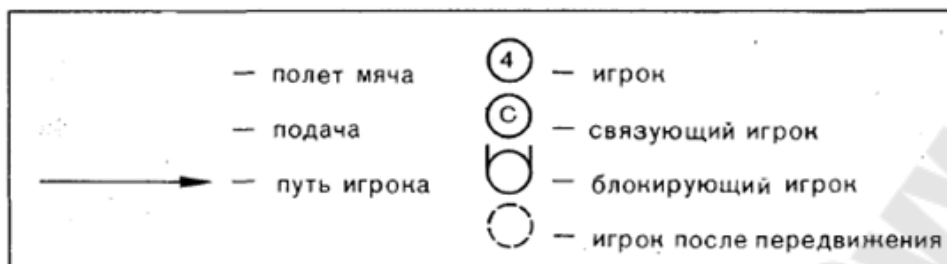 — полет мяча
— подача
— путь игрока
4 — игрок
С — связующий игрок
— блокирующий игрок
— игрок после передвижения